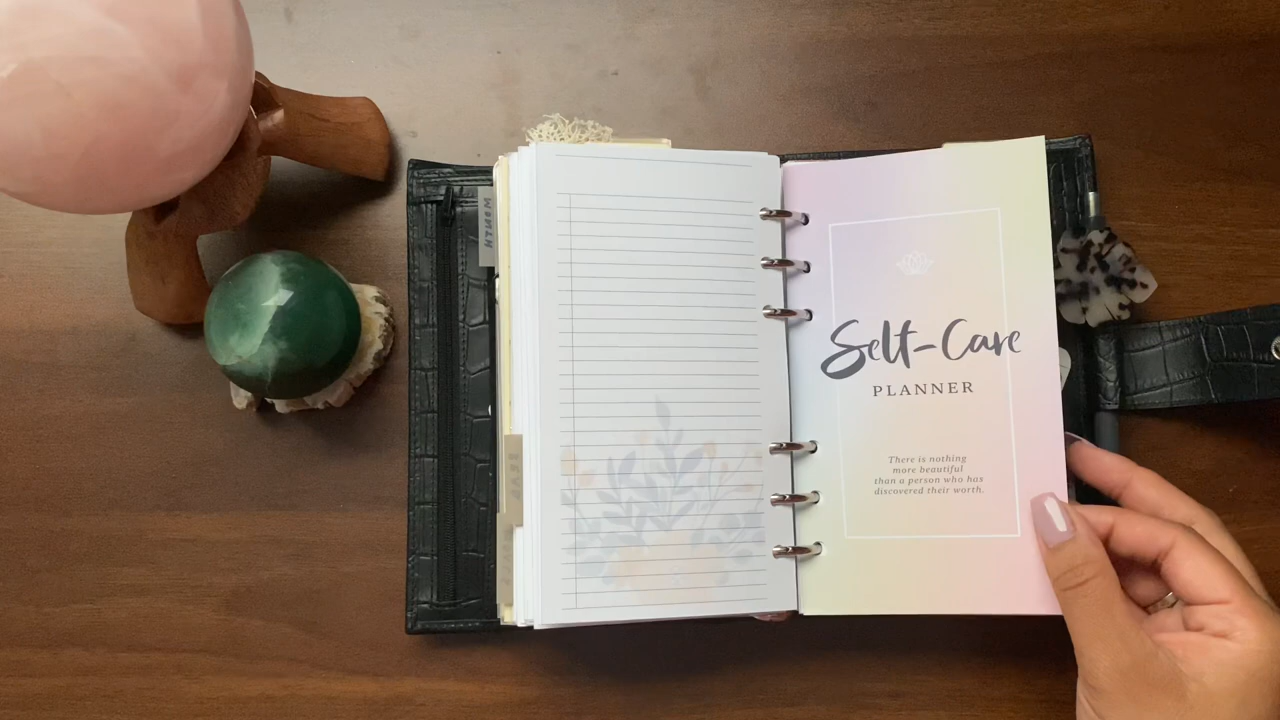 MONTH
Self-Care
PLANNER
There is nothing
more beautiful
than a person who has
discovered their worth.